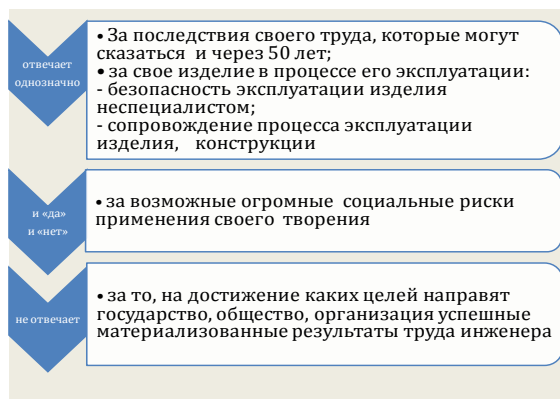 отвечает
однозначно
• За последствия своего труда, которые могут
сказаться и через 50 лет;
• за свое изделие в процессе его эксплуатации:
- безопасность эксплуатации изделия
неспециалистом;
- сопровождение процесса эксплуатации
изделия, конструкции
и «да»
и «нет»
• за возможные огромные социальные риски
применения своего творения
не отвечает
• за то, на достижение каких целей направят
государство, общество, организация успешные
материализованные результаты труда инженера